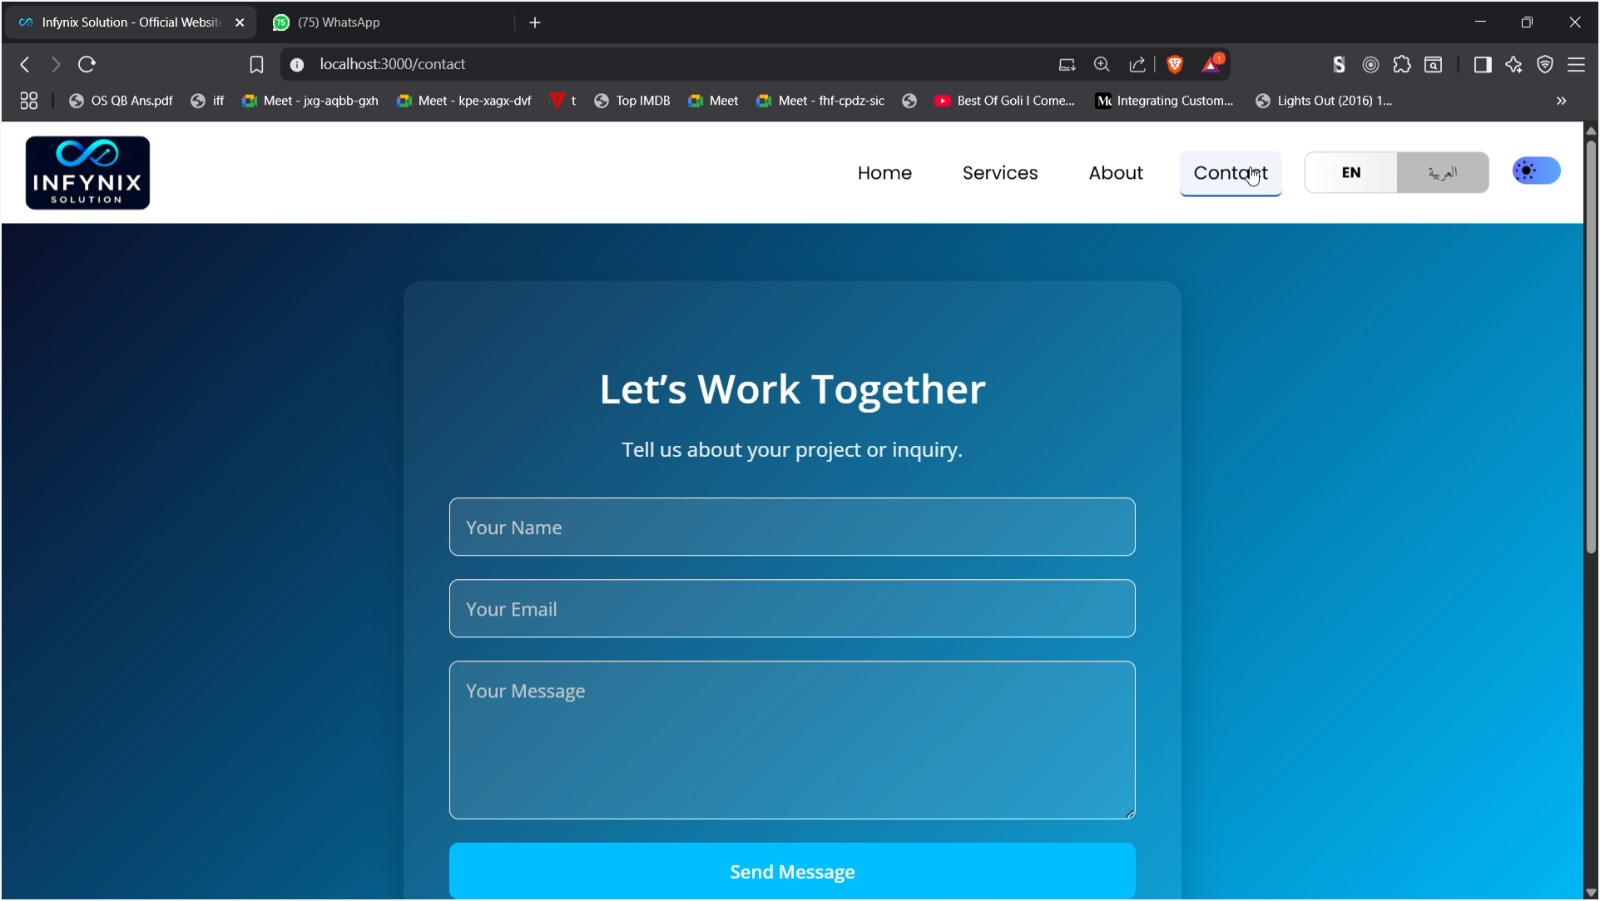 Infynix Solution - Official Websit
(75) WhatsApp
localhost:3000/contact
1
OS QB Ans.pdf
iff
Meet - jxg-aqbb-gxh
Meet - kpe-xagx-dvf
t
Top IMDB
Meet
Meet - fhf-cpdz-sic
Best Of Goli I Come...
Integrating Custom...
Lights Out (2016) 1...
INFYNIX
SOLUTION
Home
Services
About
Contact
EN
العربية
Let’s Work Together
Tell us about your project or inquiry.
Your Name
Your Email
Your Message
Send Message